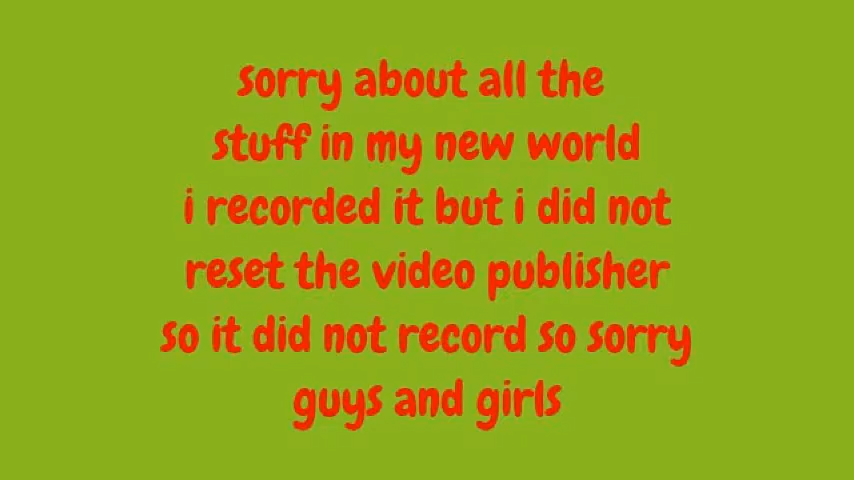 sorry about all the
stuff in my new world
i recorded it but i did not
reset the video publisher
so it did not record so sorry
guys and girls